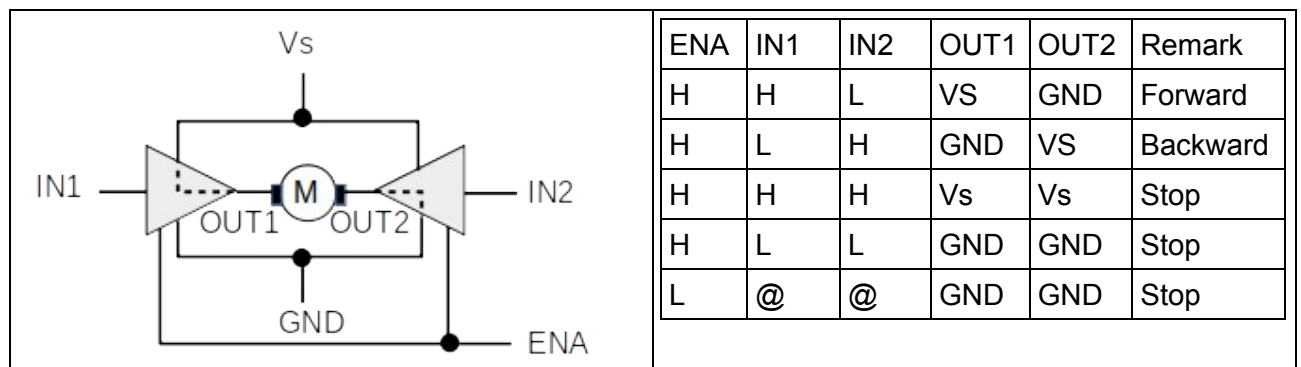 Vs
IN1
M
IN2
OUT1 OUT2
GND
ENA
ENA IN1 IN2 OUT1 OUT2 Remark
H H L VS GND Forward
H L H GND VS Backward
H H H Vs Vs Stop
H L L GND GND Stop
L @ @ GND GND Stop